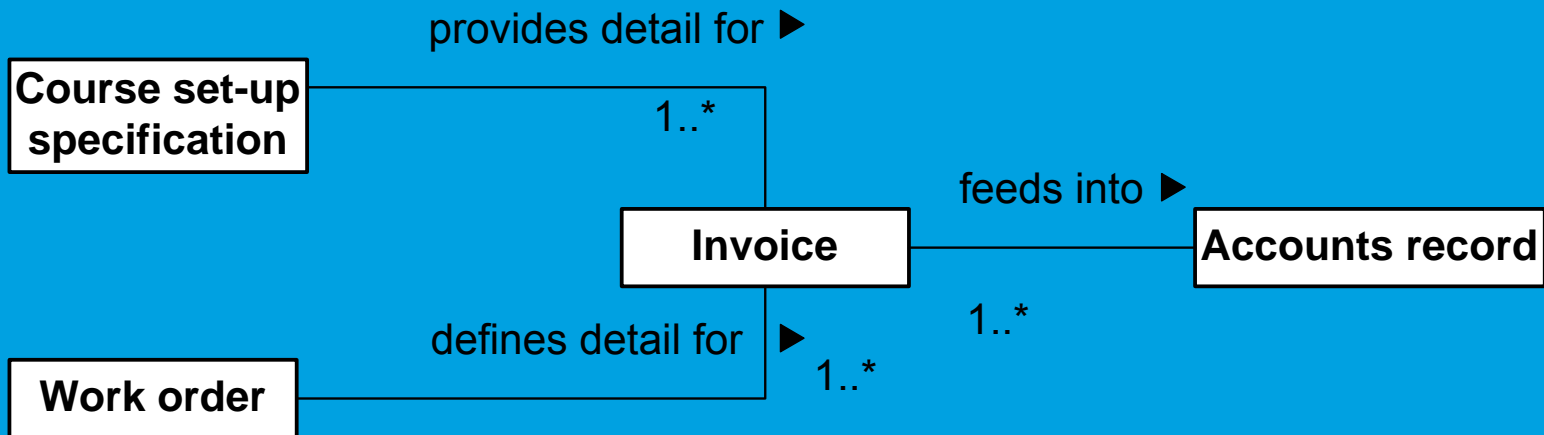 provides detail for ▶
Course set-up
specification
1..*
feeds into ▶
Invoice
Accounts record
1..*
defines detail for ▶
1..*
Work order